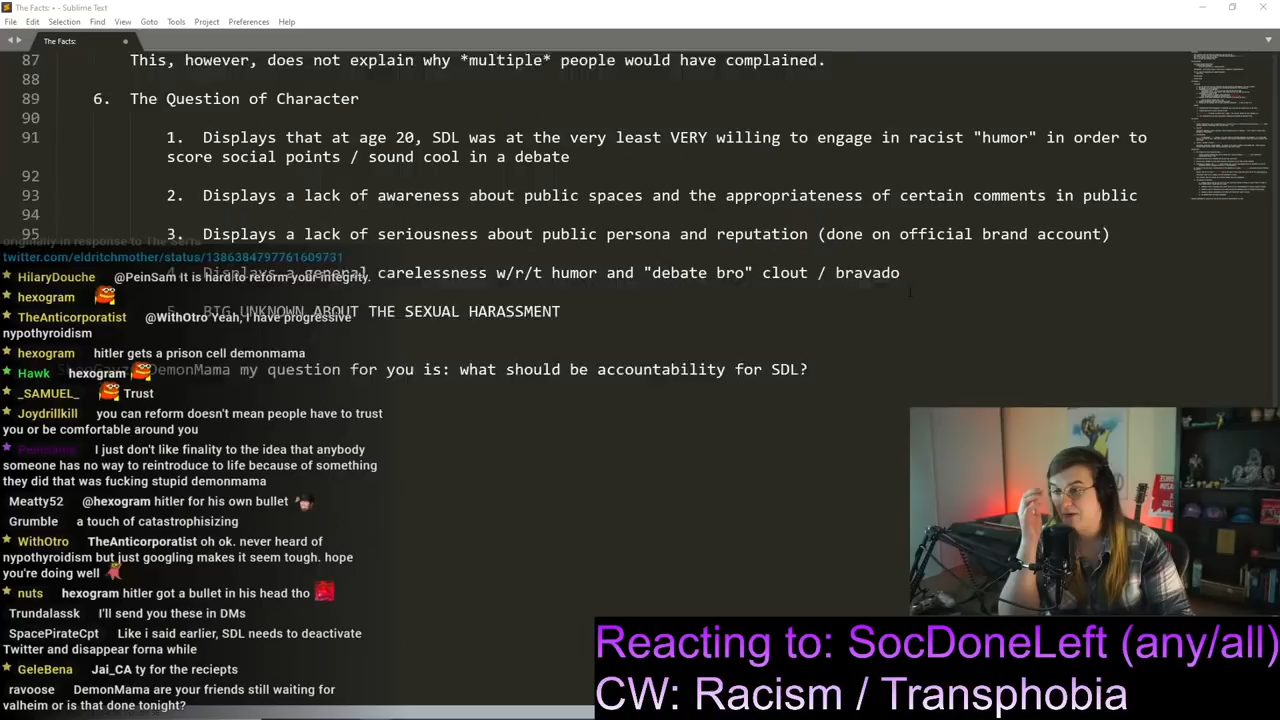 The Facts: • - Sublime Text
File Edit Selection Find View Goto Tools Project Preferences Help
The Facts:
87 This, however, does not explain why *multiple* people would have complained.
88
89 6. The Question of Character
90
91 1. Displays that at age 20, SDL was at the very least VERY willing to engage in racist "humor" in order to
score social points / sound cool in a debate
92
93 2. Displays a lack of awareness about public spaces and the appropriateness of certain comments in public
94
95 3. Displays a lack of seriousness about public persona and reputation (done on official brand account)
4. Displays a general carelessness w/r/t humor and "debate bro" clout / bravado
5. BIG UNKNOWN ABOUT THE SEXUAL HARASSMENT
DemonMama my question for you is: what should be accountability for SDL?
originally in response to The Serfs
twitter.com/eldritchmother/status/1386384797761609731
HilaryDouche @PeinSam it is hard to reform your integrity.
hexogram
TheAnticorporatist @WithOtro Yeah, I have progressive
nypothyroidism
hexogram hitler gets a prison cell demonmama
Hawk hexogram
_SAMUEL_ Trust
Joydrillkill you can reform doesn't mean people have to trust
you or be comfortable around you
I just don't like finality to the idea that anybody
someone has no way to reintroduce to life because of something
they did that was fucking stupid demonmama
Meatty52 @hexogram hitler for his own bullet
Grumble a touch of catastrophisizing
WithOtro TheAnticorporatist oh ok. never heard of
nypothyroidism but just googling makes it seem tough. hope
you're doing well
nuts hexogram hitler got a bullet in his head tho
Trundalassk I'll send you these in DMs
SpacePirateCpt Like i said earlier, SDL needs to deactivate
Twitter and disappear forna while
GeleBena Jai_CA ty for the reciepts
ravoose DemonMama are your friends still waiting for
valheim or is that done tonight?
Reacting to: SocDoneLeft (any/all)
CW: Racism / Transphobia